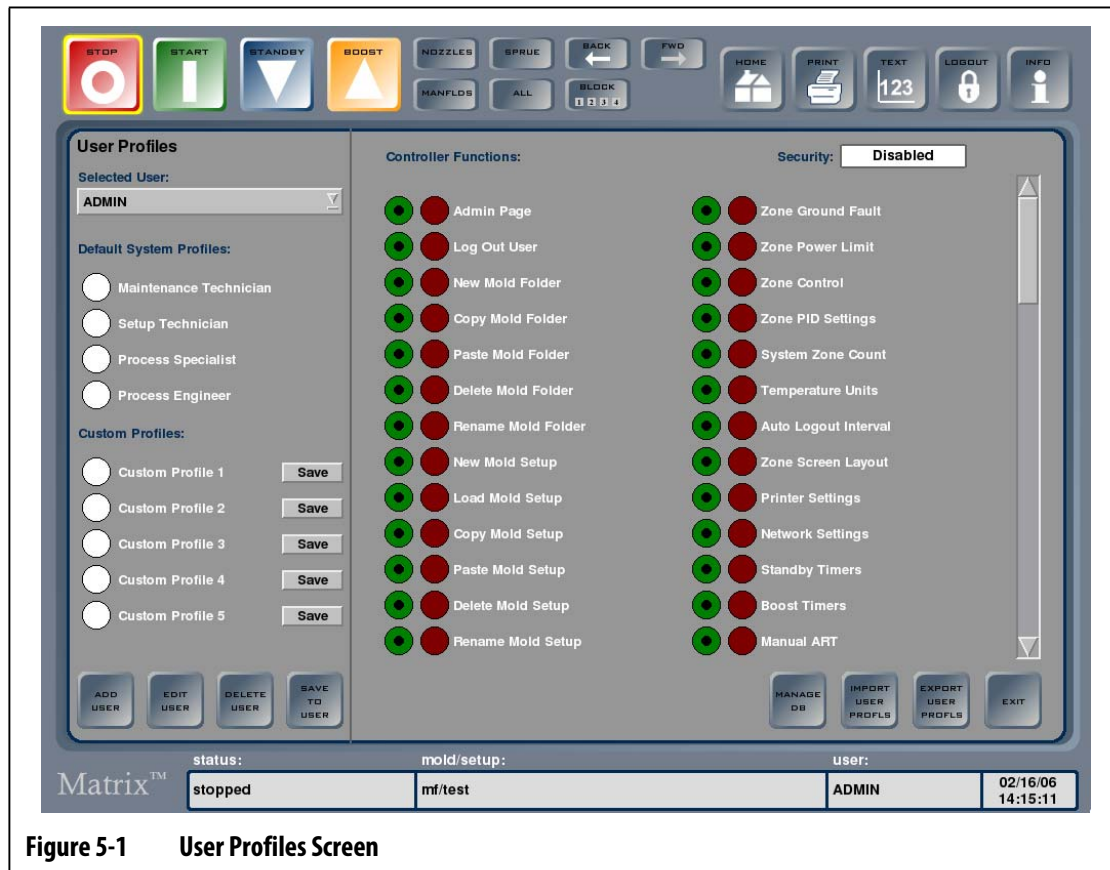 STOP
START
STANDBY
BOOST
NOZZLES
SPRUE
BACK
FWD
MANFLDS
ALL
BLOCK
1 2 3 4
HOME
PRINT
TEXT
123
LOGOUT
INFO
User Profiles
Selected User:
ADMIN
Default System Profiles:
Maintenance Technician
Setup Technician
Process Specialist
Process Engineer
Custom Profiles:
Custom Profile 1 Save
Custom Profile 2 Save
Custom Profile 3 Save
Custom Profile 4 Save
Custom Profile 5 Save
ADD USER
EDIT USER
DELETE USER
SAVE TO USER
Controller Functions:
Security: Disabled
Admin Page
Log Out User
New Mold Folder
Copy Mold Folder
Paste Mold Folder
Delete Mold Folder
Rename Mold Folder
New Mold Setup
Load Mold Setup
Copy Mold Setup
Paste Mold Setup
Delete Mold Setup
Rename Mold Setup
Zone Ground Fault
Zone Power Limit
Zone Control
Zone PID Settings
System Zone Count
Temperature Units
Auto Logout Interval
Zone Screen Layout
Printer Settings
Network Settings
Standby Timers
Boost Timers
Manual ART
MANAGE DB
IMPORT USER PROFLS
EXPORT USER PROFLS
EXIT
Matrix™
status:
stopped
mold/setup:
mf/test
user:
ADMIN
02/16/06
14:15:11
Figure 5-1 User Profiles Screen